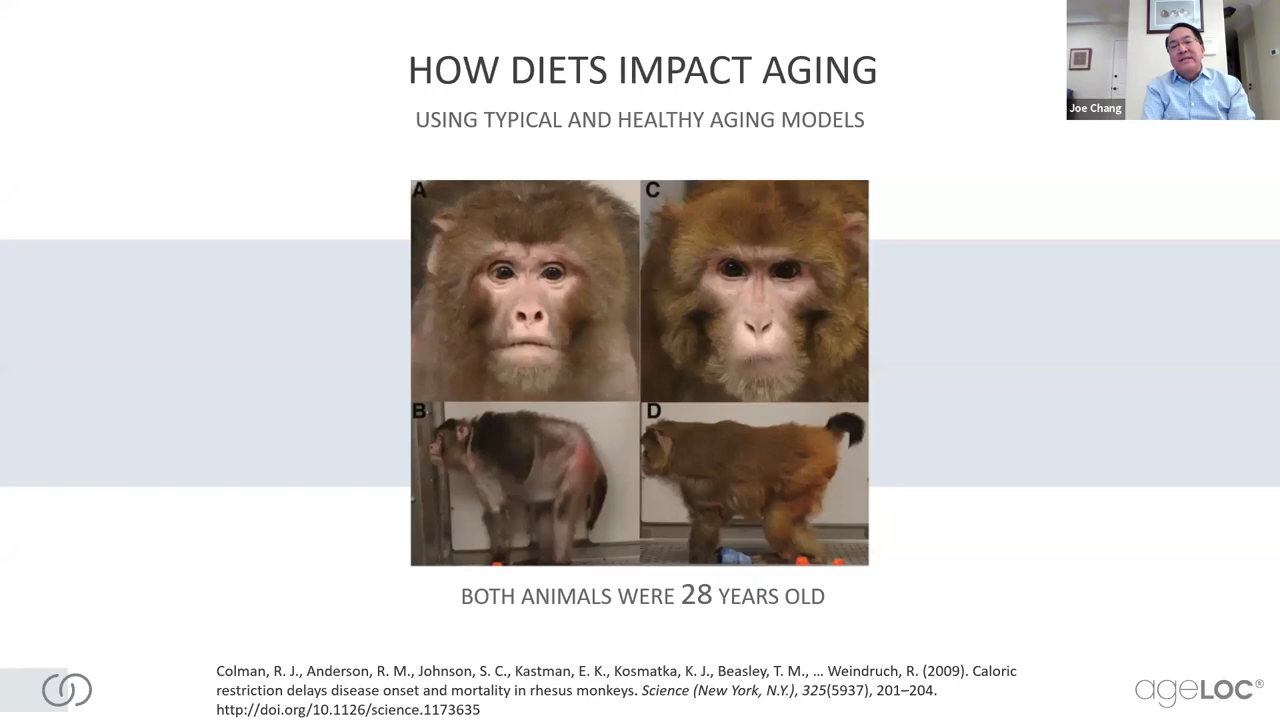 HOW DIETS IMPACT AGING
USING TYPICAL AND HEALTHY AGING MODELS
Joe Chang
A
C
B
D
BOTH ANIMALS WERE 28 YEARS OLD
Colman, R. J., Anderson, R. M., Johnson, S. C., Kastman, E. K., Kosmatka, K. J., Beasley, T. M., ... Weindruch, R. (2009). Caloric
restriction delays disease onset and mortality in rhesus monkeys. Science (New York, N.Y.), 325(5937), 201–204.
http://doi.org/10.1126/science.1173635
ageLOC®